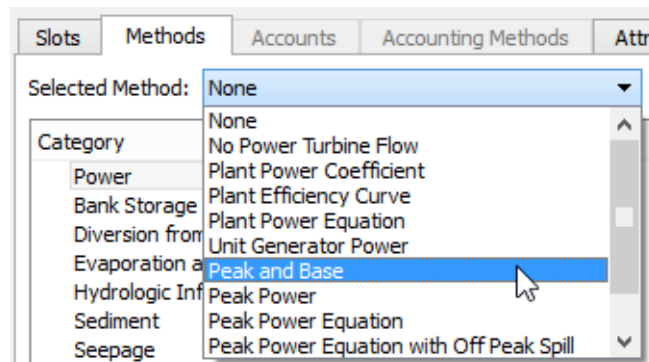 Slots Methods Accounts Accounting Methods
Selected Method: None
None
No Power Turbine Flow
Plant Power Coefficient
Plant Efficiency Curve
Plant Power Equation
Unit Generator Power
Peak and Base
Peak Power
Peak Power Equation
Peak Power Equation with Off Peak Spill
Category
Power
Bank Storage
Diversion from
Evaporation a
Hydrologic Inf
Sediment
Seepage